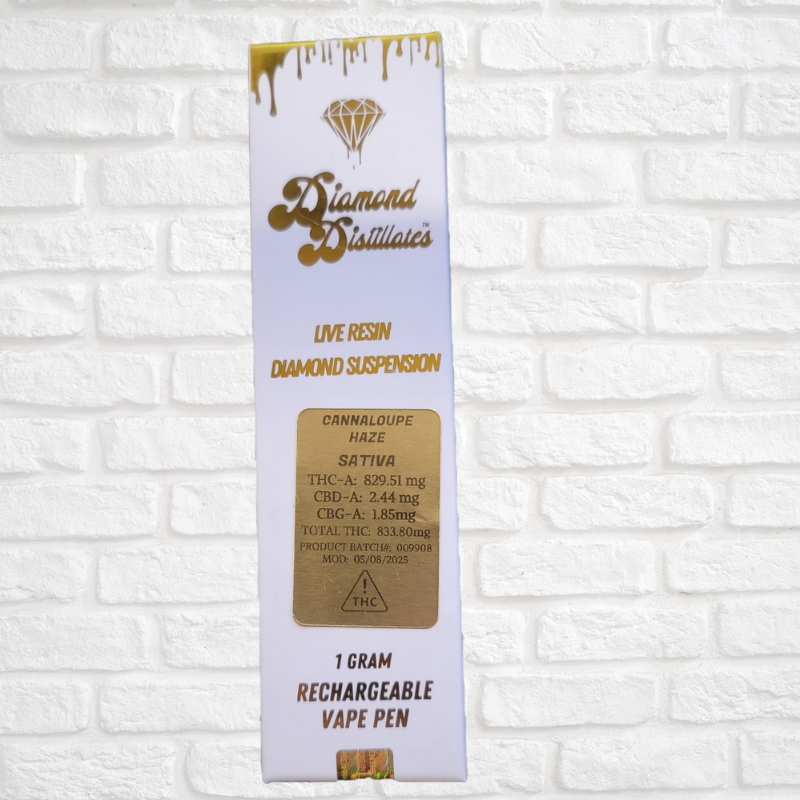 Diamond
Distillates™
LIVE RESIN
DIAMOND SUSPENSION
CANNALOUPE
HAZE
SATIVA
THC-A: 829.51 mg
CBD-A: 2.44 mg
CBG-A: 1.85mg
TOTAL THC: 833.80mg
PRODUCT BATCH#; 009908
MOD: 05/08/2025
!
THC
1 GRAM
RECHARGEABLE
VAPE PEN